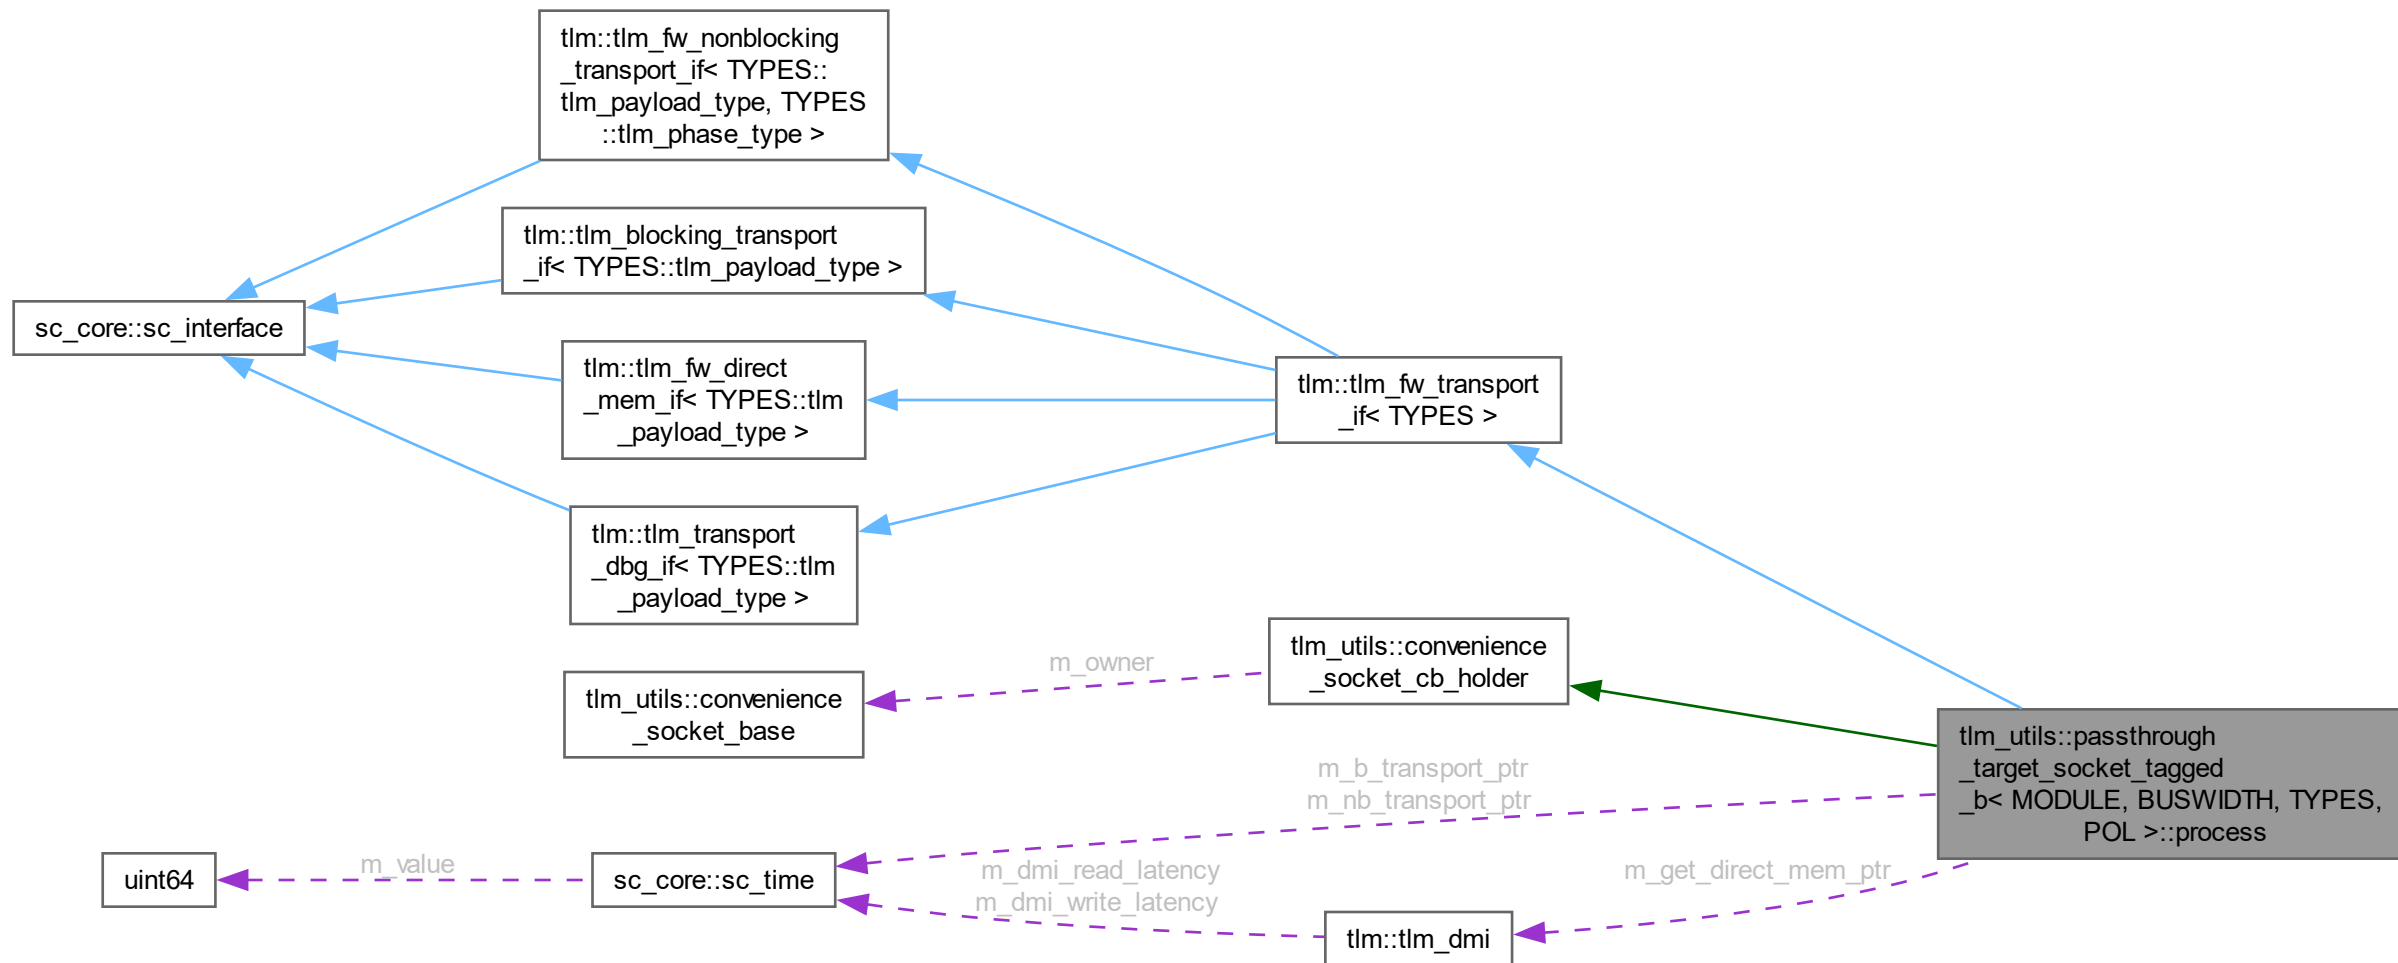 tlm::tlm_fw_nonblocking
_transport_if< TYPES::
tlm_payload_type, TYPES
::tlm_phase_type >
tlm::tlm_blocking_transport
_if< TYPES::tlm_payload_type >
sc_core::sc_interface
tlm::tlm_fw_direct
_mem_if< TYPES::tlm
_payload_type >
tlm::tlm_fw_transport
_if< TYPES >
tlm::tlm_transport
_dbg_if< TYPES::tlm
_payload_type >
tlm_utils::convenience
_socket_base
m_owner
tlm_utils::convenience
_socket_cb_holder
tlm_utils::passthrough
_target_socket_tagged
_b< MODULE, BUSWIDTH, TYPES,
POL >::process
m_b_transport_ptr
m_nb_transport_ptr
uint64
m_value
sc_core::sc_time
m_dmi_read_latency
m_dmi_write_latency
m_get_direct_mem_ptr
tlm::tlm_dmi